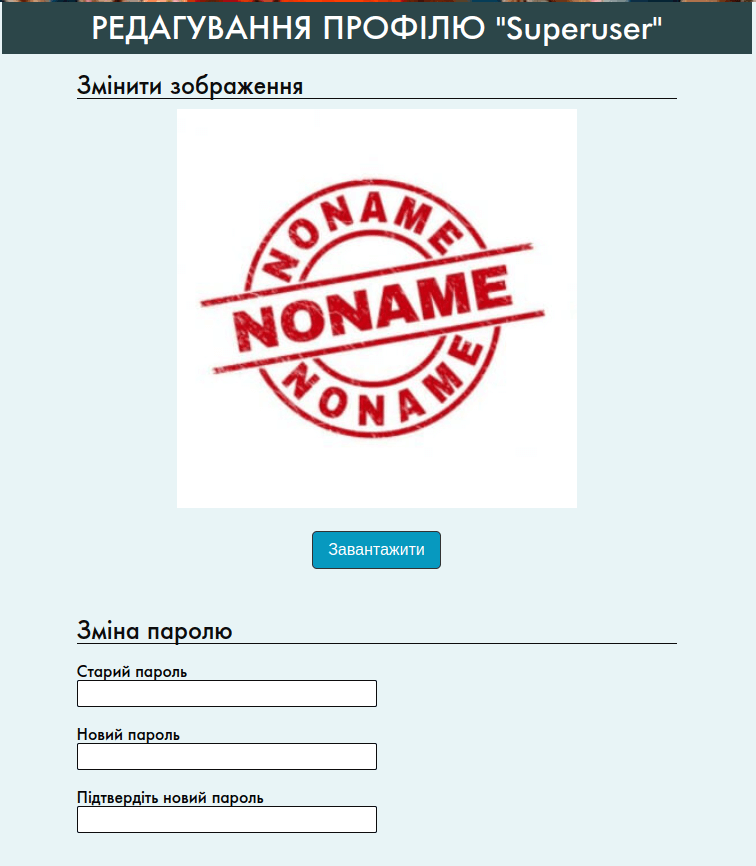 РЕДАГУВАННЯ ПРОФІЛЮ "Superuser"
Змінити зображення
NONAME
NONAME
NONAME
Завантажити
Зміна паролю
Старий пароль
Новий пароль
Підтвердіть новий пароль